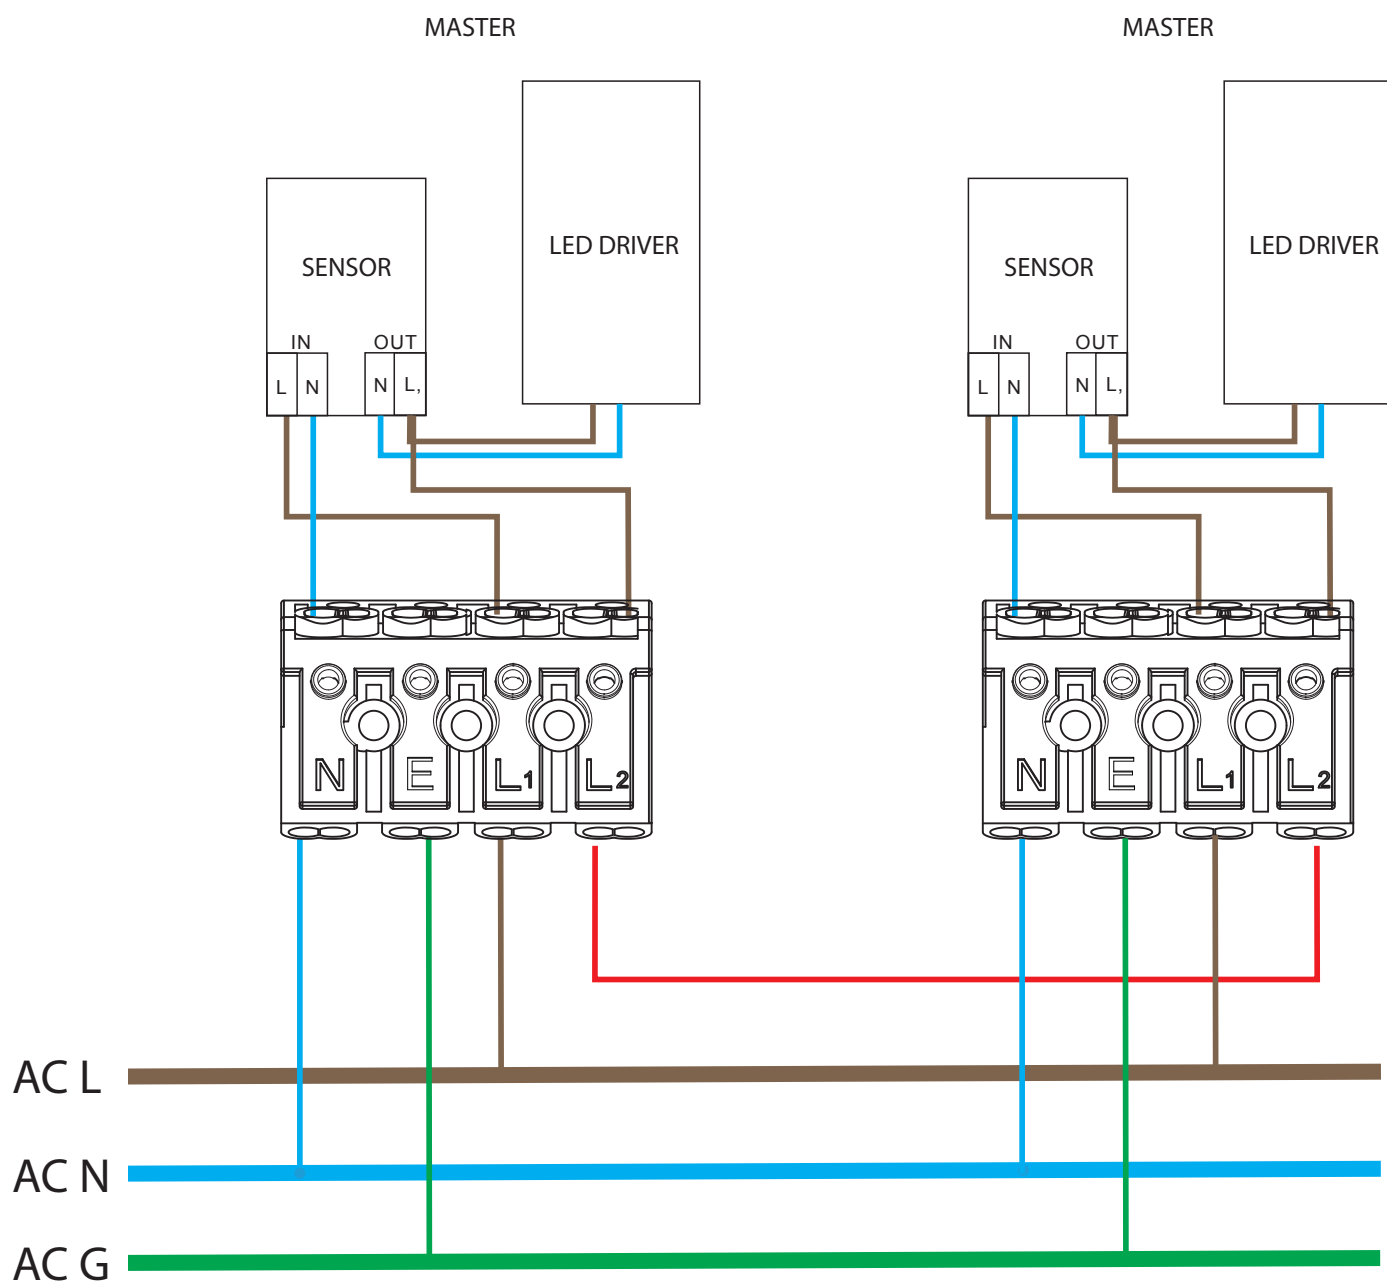 MASTER MASTER
LED DRIVER LED DRIVER
SENSOR SENSOR
IN OUT IN OUT
L N N L, L N N L,
N E L1 L2 N E L1 L2
AC L
AC N
AC G